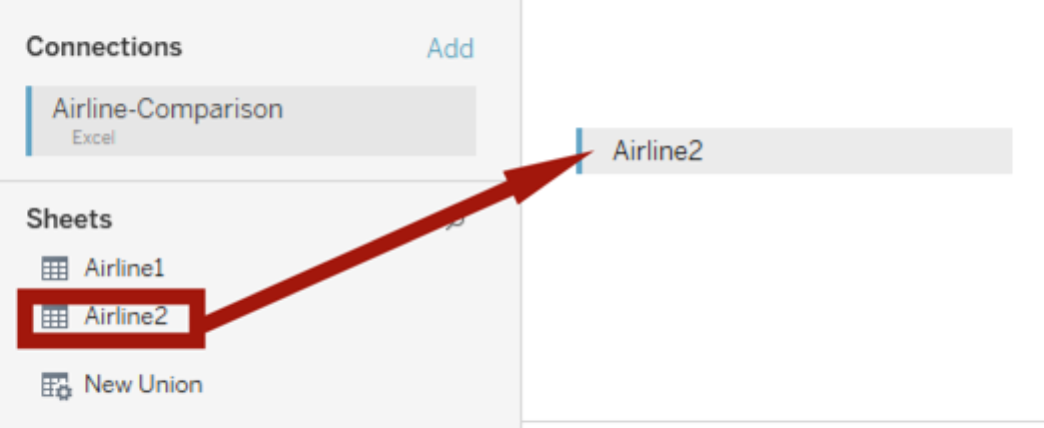 Connections
Add
Airline-Comparison
Excel
Airline2
Sheets
Airline1
Airline2
New Union